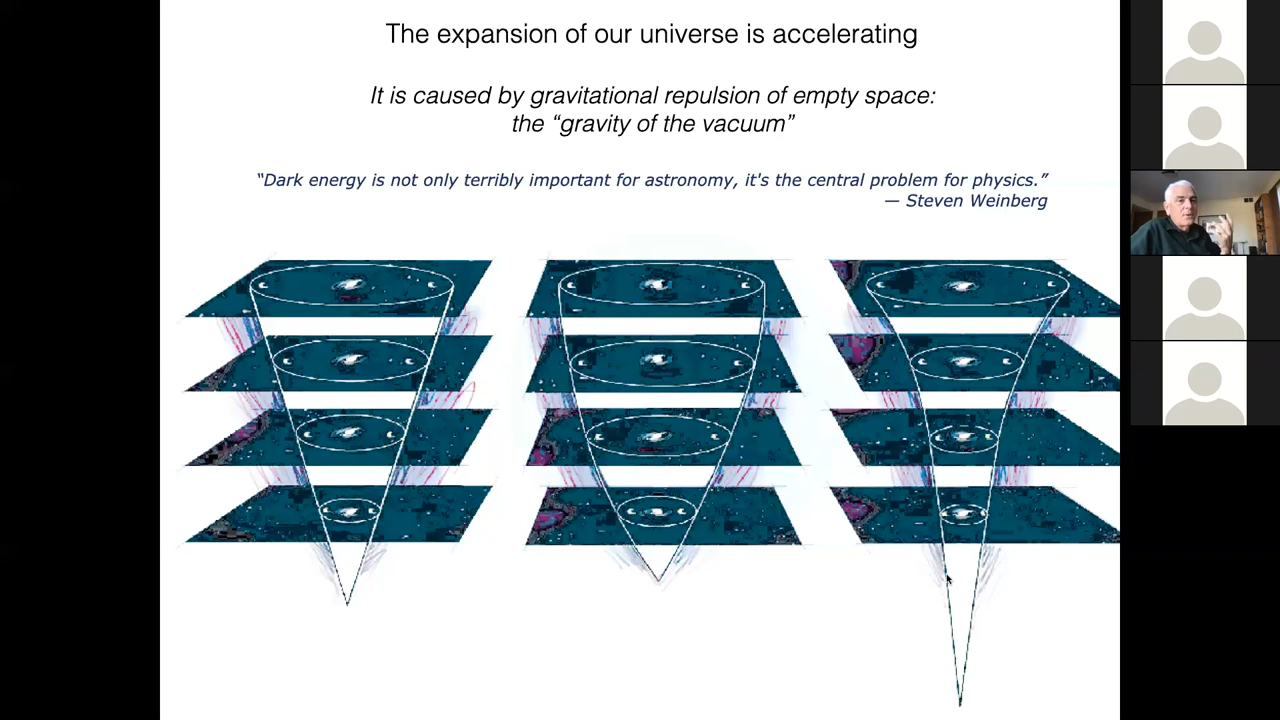 The expansion of our universe is accelerating
It is caused by gravitational repulsion of empty space:
the “gravity of the vacuum”
“Dark energy is not only terribly important for astronomy, it's the central problem for physics.”
— Steven Weinberg